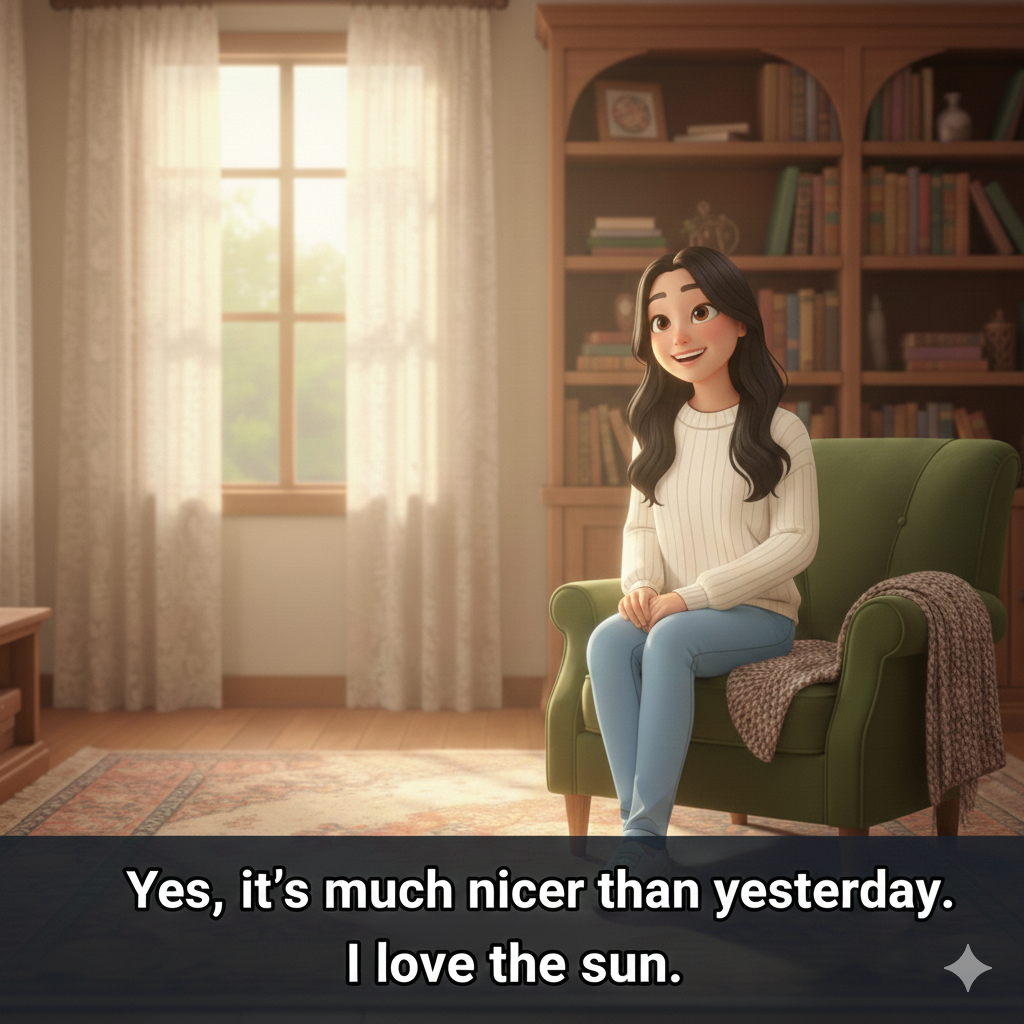 Yes, it’s much nicer than yesterday.
I love the sun.